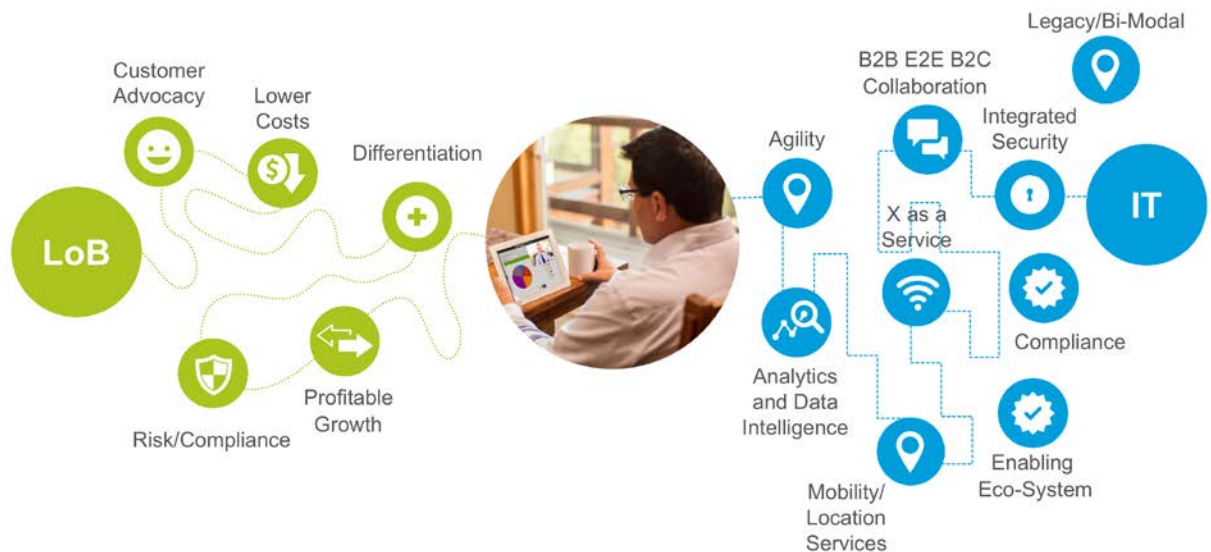 LoB
Customer
Advocacy
Lower
Costs
Differentiation
Risk/Compliance
Profitable
Growth
Agility
Analytics
and Data
Intelligence
Mobility/
Location
Services
B2B E2E B2C
Collaboration
X as a
Service
Integrated
Security
Legacy/Bi-Modal
IT
Compliance
Enabling
Eco-System